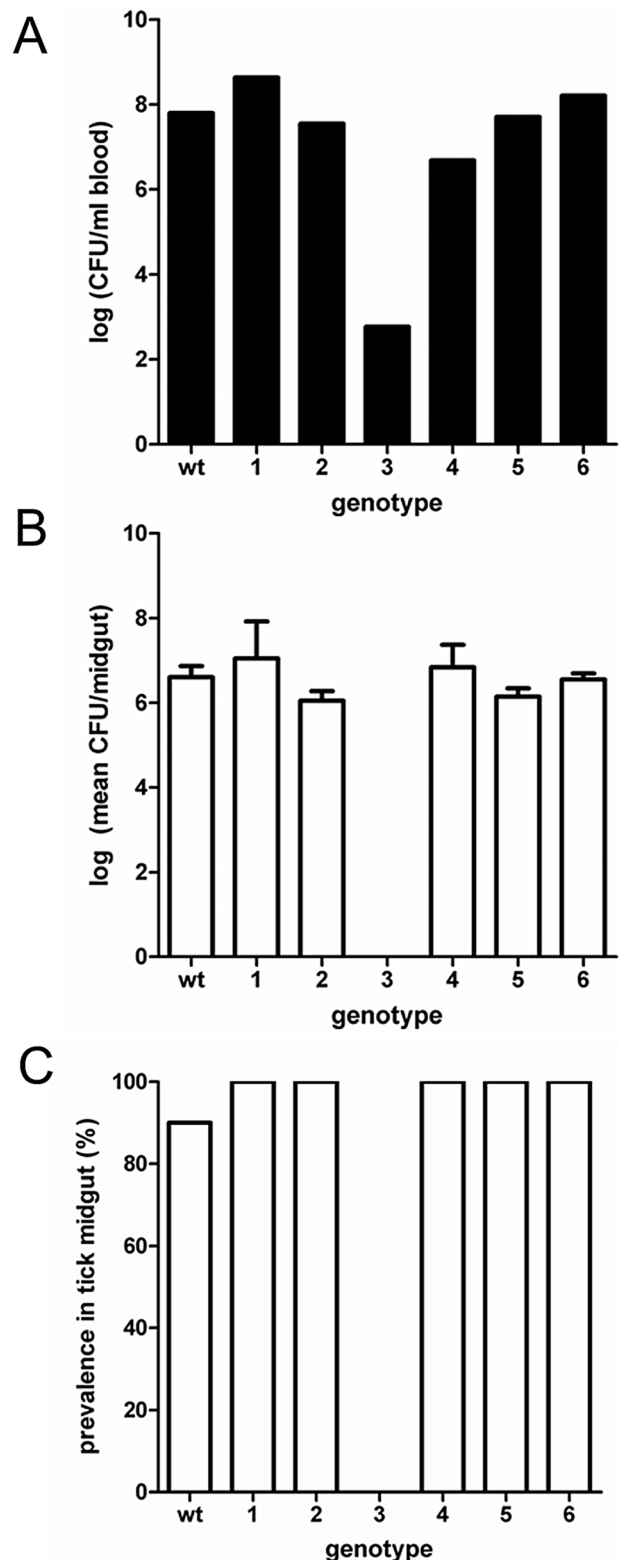 A
log (CFU/ml blood)
10
8
6
4
2
0
wt 1 2 3 4 5 6
genotype
B
log (mean CFU/midgut)
10
8
6
4
2
0
wt 1 2 3 4 5 6
genotype
C
prevalence in tick midgut (%)
100
80
60
40
20
0
wt 1 2 3 4 5 6
genotype